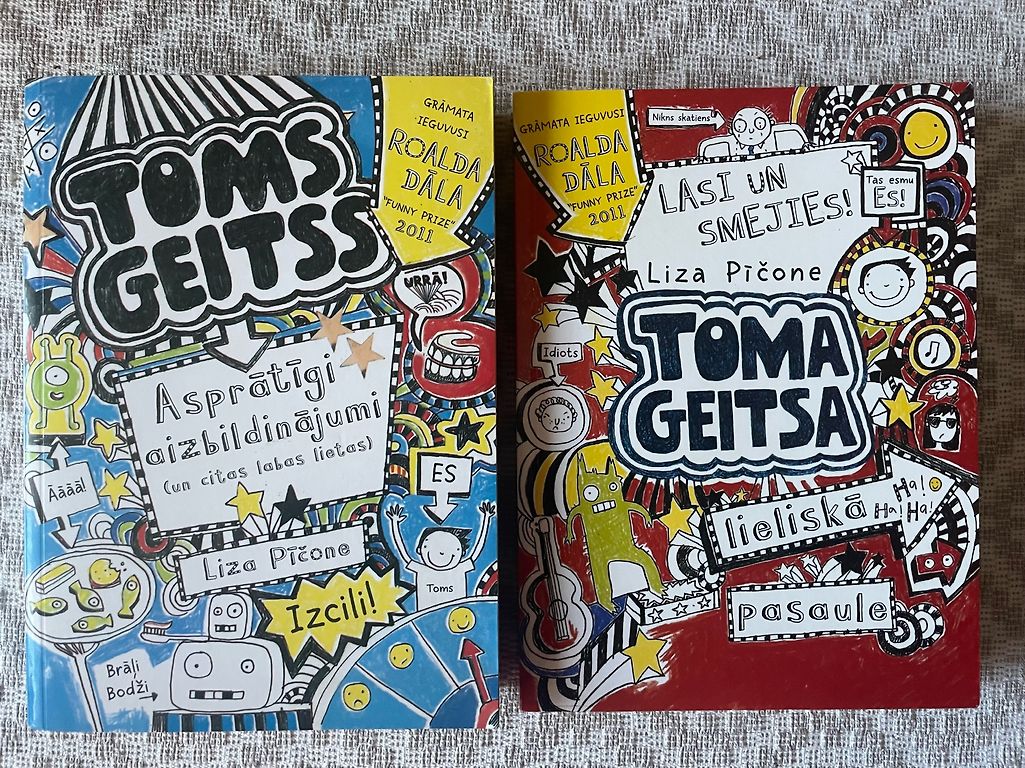 TOMS
GEITSS
GRĀMATA
IEGUVUSI
ROALDA
DĀLA
"FUNNY PRIZE"
2011
URRĀ!
Asprātīgi
aizbildinājumi
(un citas labas lietas)
Āāāā!
ES
Liza Pīčone
Toms
Izcili!
Brāļi
Bodži
GRĀMATA IEGUVUSI
ROALDA
DĀLA
"FUNNY PRIZE"
2011
Nikns skatiens
LASI UN
SMEJIES!
Tas esmu
ES!
Liza Pīčone
TOMA
GEITSA
Idiots
lieliskā
Ha!
Ha! Ha!
pasaule